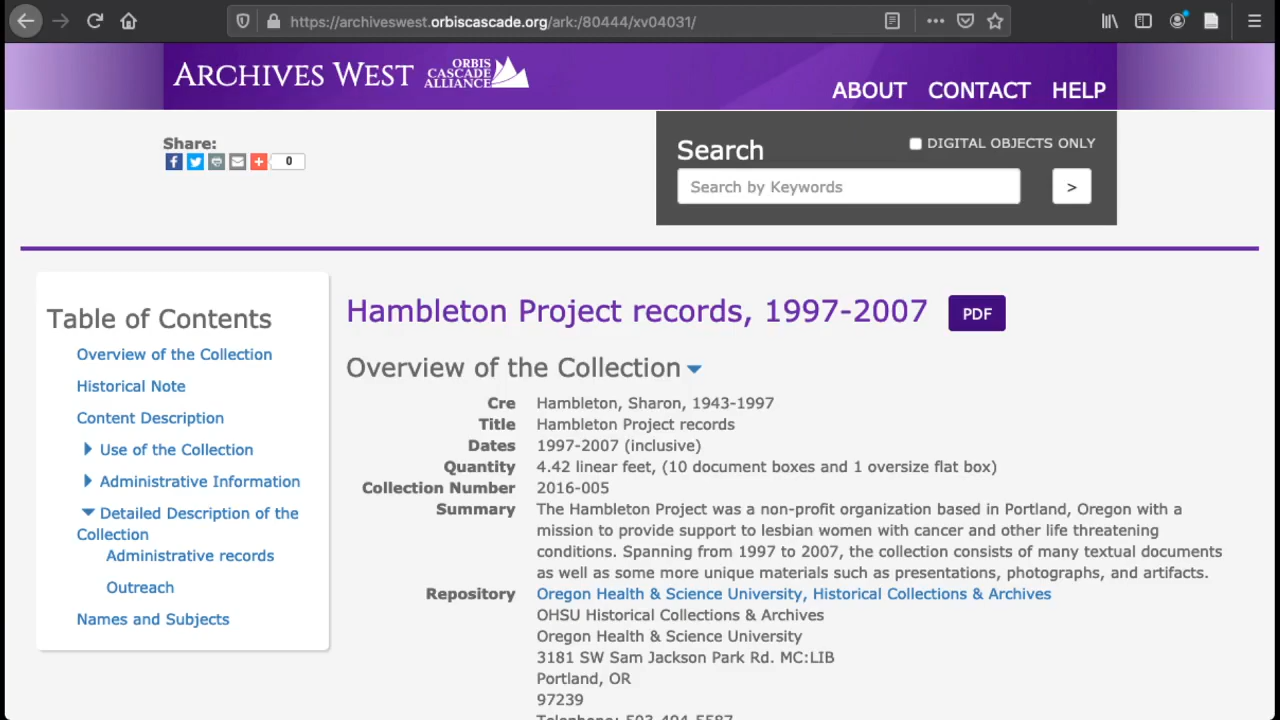 https://archiveswest.orbiscascade.org/ark:/80444/xv04031/
ARCHIVES WEST
ORBIS
CASCADE
ALLIANCE
ABOUT CONTACT HELP
Share:
0
Search
DIGITAL OBJECTS ONLY
Search by Keywords
>
Table of Contents
Overview of the Collection
Historical Note
Content Description
Use of the Collection
Administrative Information
Detailed Description of the
Collection
Administrative records
Outreach
Names and Subjects
Hambleton Project records, 1997-2007
PDF
Overview of the Collection
Cre Hambleton, Sharon, 1943-1997
Title Hambleton Project records
Dates 1997-2007 (inclusive)
Quantity 4.42 linear feet, (10 document boxes and 1 oversize flat box)
Collection Number 2016-005
Summary The Hambleton Project was a non-profit organization based in Portland, Oregon with a
mission to provide support to lesbian women with cancer and other life threatening
conditions. Spanning from 1997 to 2007, the collection consists of many textual documents
as well as some more unique materials such as presentations, photographs, and artifacts.
Repository Oregon Health & Science University, Historical Collections & Archives
OHSU Historical Collections & Archives
Oregon Health & Science University
3181 SW Sam Jackson Park Rd. MC:LIB
Portland, OR
97239
Telephone: 503-494-5587